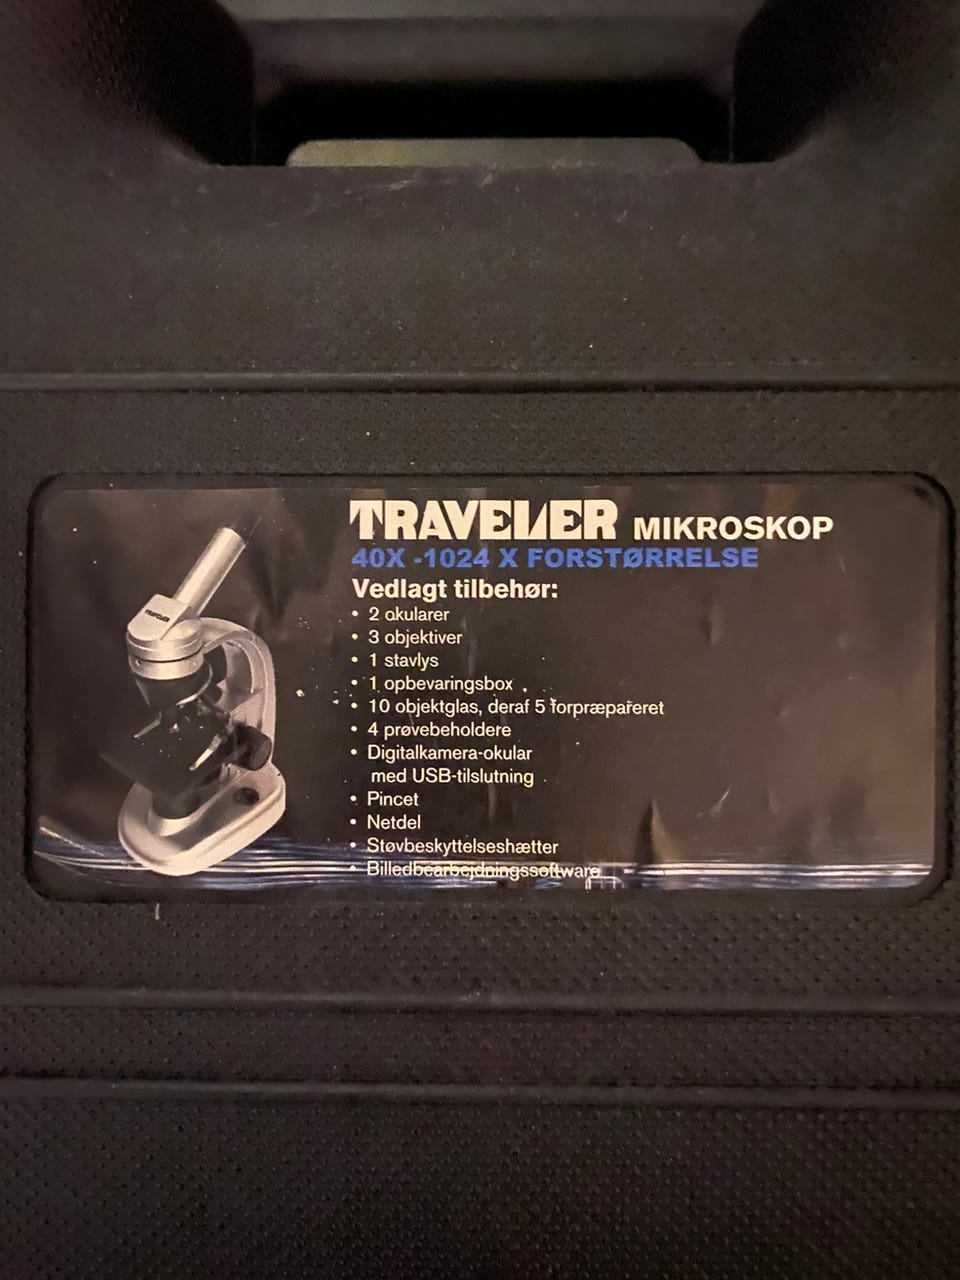 TRAVELER MIKROSKOP
40X -1024 X FORSTØRRELSE
Vedlagt tilbehør:
• 2 okularer
• 3 objektiver
• 1 stavlys
• 1 opbevaringsbox
• 10 objektglas, deraf 5 forpræpareret
• 4 prøvebeholdere
• Digitalkamera-okular
med USB-tilslutning
• Pincet
• Netdel
• Støvbeskyttelseshætter
• Billedbearbejdningssoftware
TRAVELER